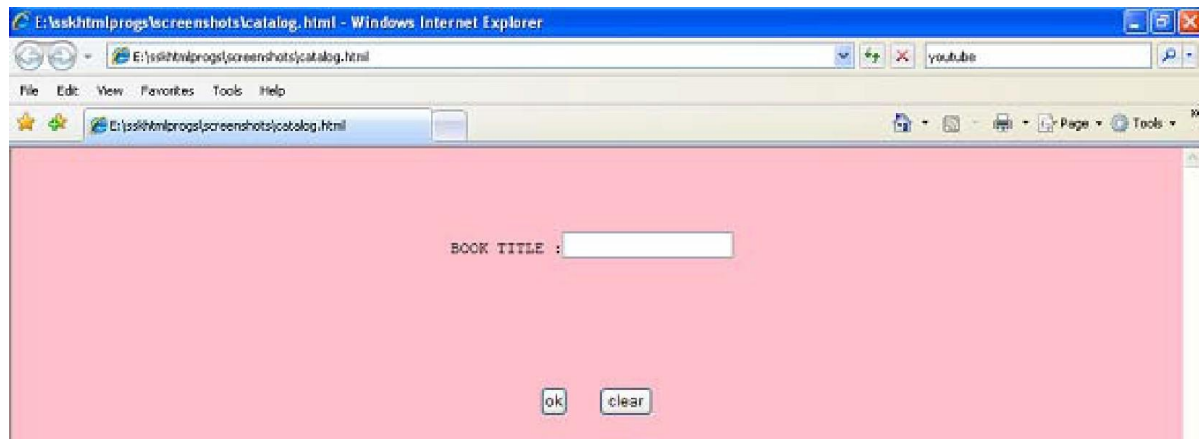 E:\sskhtmlprogs\screenshots\catalog.html - Windows Internet Explorer
E:\sskhtmlprogs\screenshots\catalog.html youtube
File Edit View Favorites Tools Help
E:\sskhtmlprogs\screenshots\catalog.html Page Tools
BOOK TITLE :
ok clear